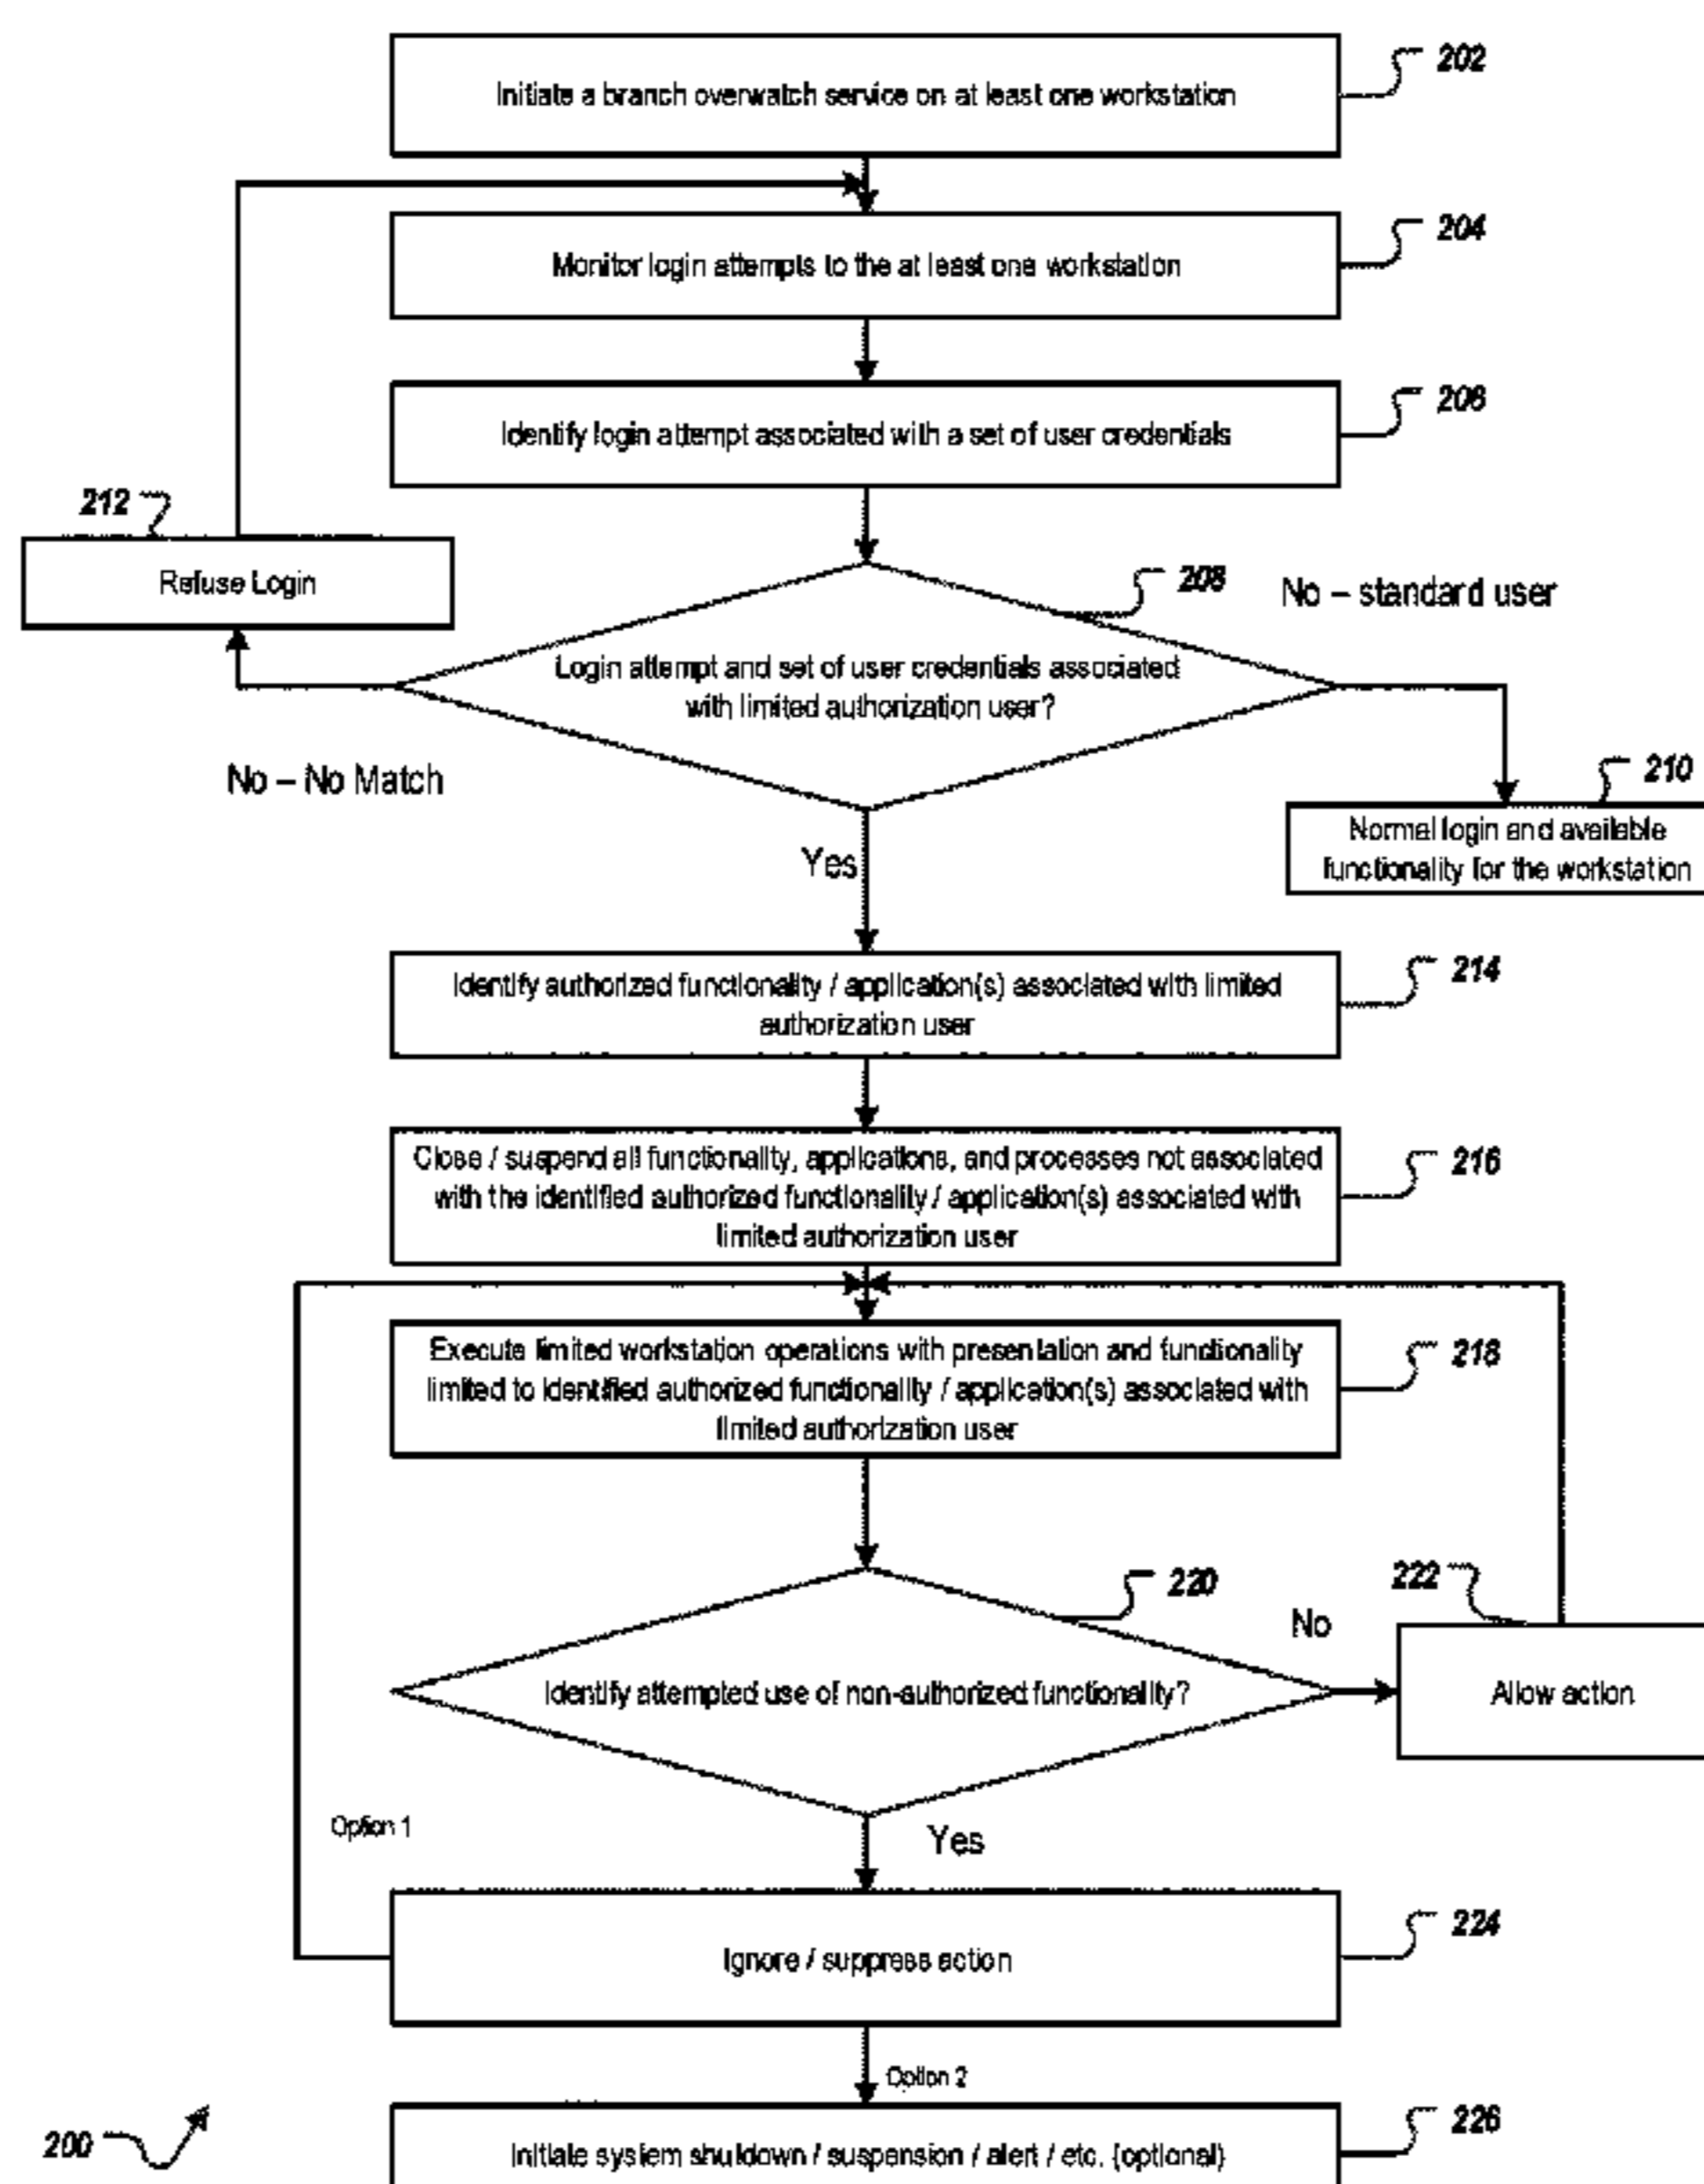 202
Initiate a branch overwatch service on at least one workstation
204
Monitor login attempts to the at least one workstation
206
Identify login attempt associated with a set of user credentials
212
Refuse Login
208
No – standard user
Login attempt and set of user credentials associated
with limited authorization user?
No – No Match
210
Normal login and available
functionality for the workstation
Yes
214
Identify authorized functionality / application(s) associated with limited
authorization user
216
Close / suspend all functionality, applications, and processes not associated
with the identified authorized functionality / application(s) associated with
limited authorization user
218
Execute limited workstation operations with presentation and functionality
limited to identified authorized functionality / application(s) associated with
limited authorization user
220
222
No
Identify attempted use of non-authorized functionality?
Allow action
Option 1
Yes
224
Ignore / suppress action
Option 2
226
200
Initiate system shutdown / suspension / alert / etc. (optional)